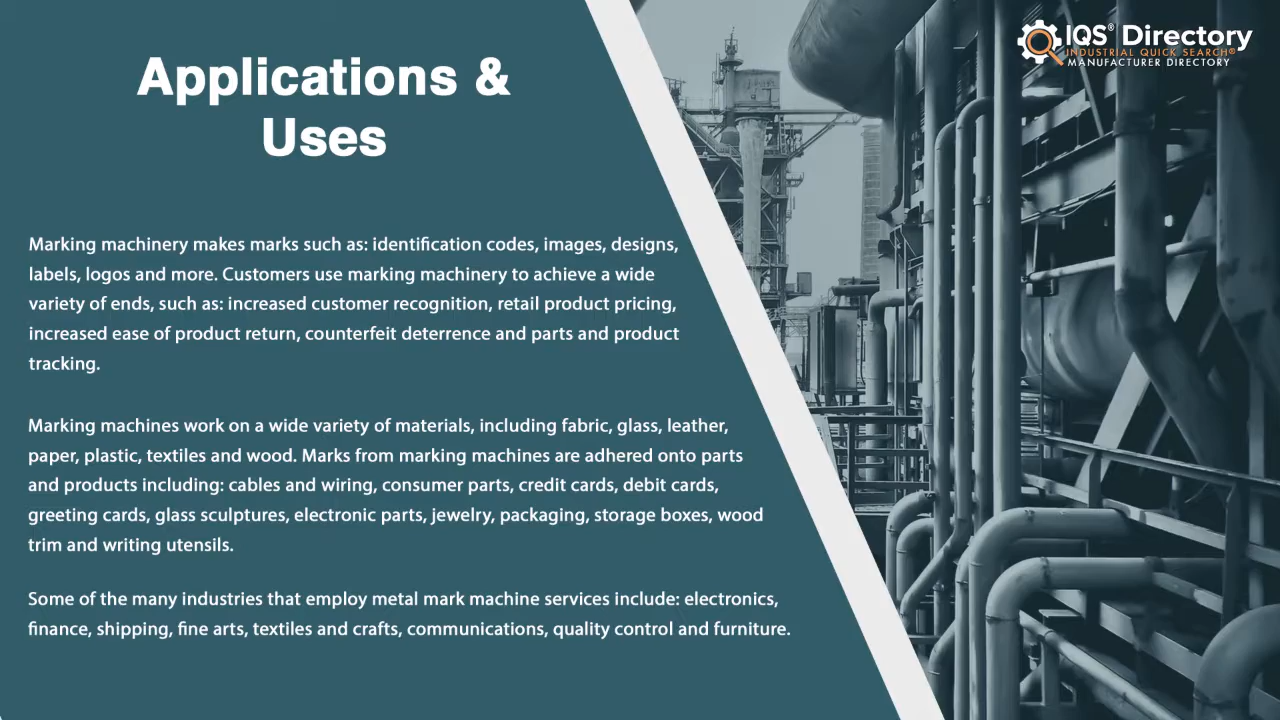 Applications &
Uses
IQS® Directory
INDUSTRIAL QUICK SEARCH®
MANUFACTURER DIRECTORY
Marking machinery makes marks such as: identification codes, images, designs,
labels, logos and more. Customers use marking machinery to achieve a wide
variety of ends, such as: increased customer recognition, retail product pricing,
increased ease of product return, counterfeit deterrence and parts and product
tracking.
Marking machines work on a wide variety of materials, including fabric, glass, leather,
paper, plastic, textiles and wood. Marks from marking machines are adhered onto parts
and products including: cables and wiring, consumer parts, credit cards, debit cards,
greeting cards, glass sculptures, electronic parts, jewelry, packaging, storage boxes, wood
trim and writing utensils.
Some of the many industries that employ metal mark machine services include: electronics,
finance, shipping, fine arts, textiles and crafts, communications, quality control and furniture.